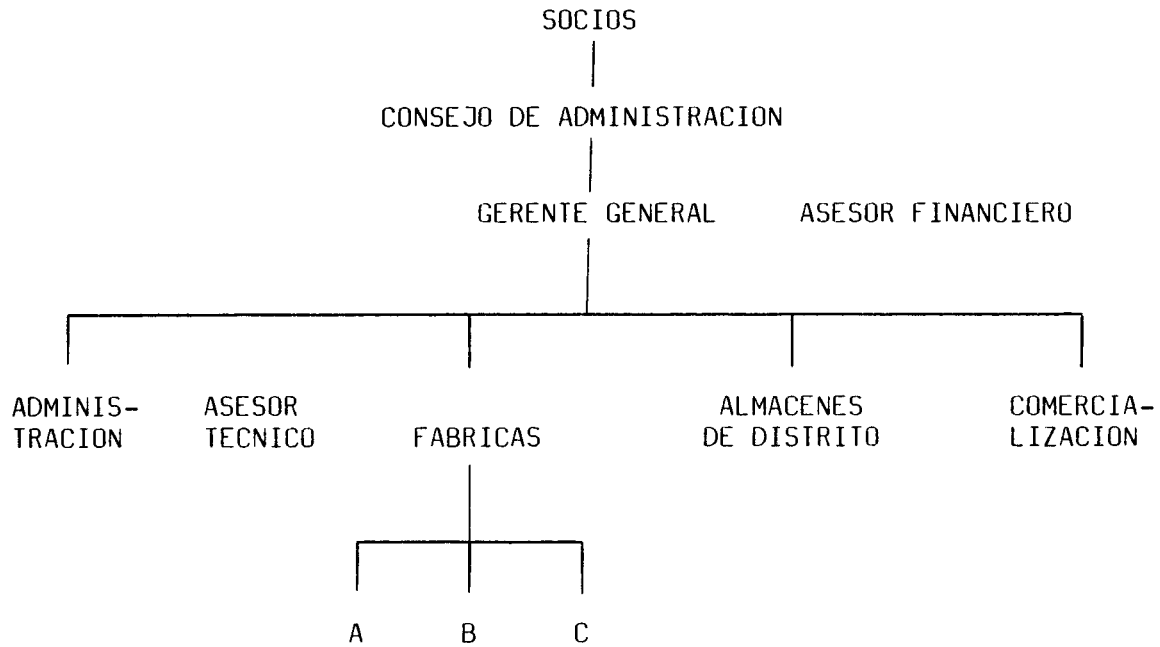 SOCIOS
CONSEJO DE ADMINISTRACION
GERENTE GENERAL
ASESOR FINANCIERO
ADMINIS-
TRACION
ASESOR
TECNICO
FABRICAS
ALMACENES
DE DISTRITO
COMERCIA-
LIZACION
A
B
C